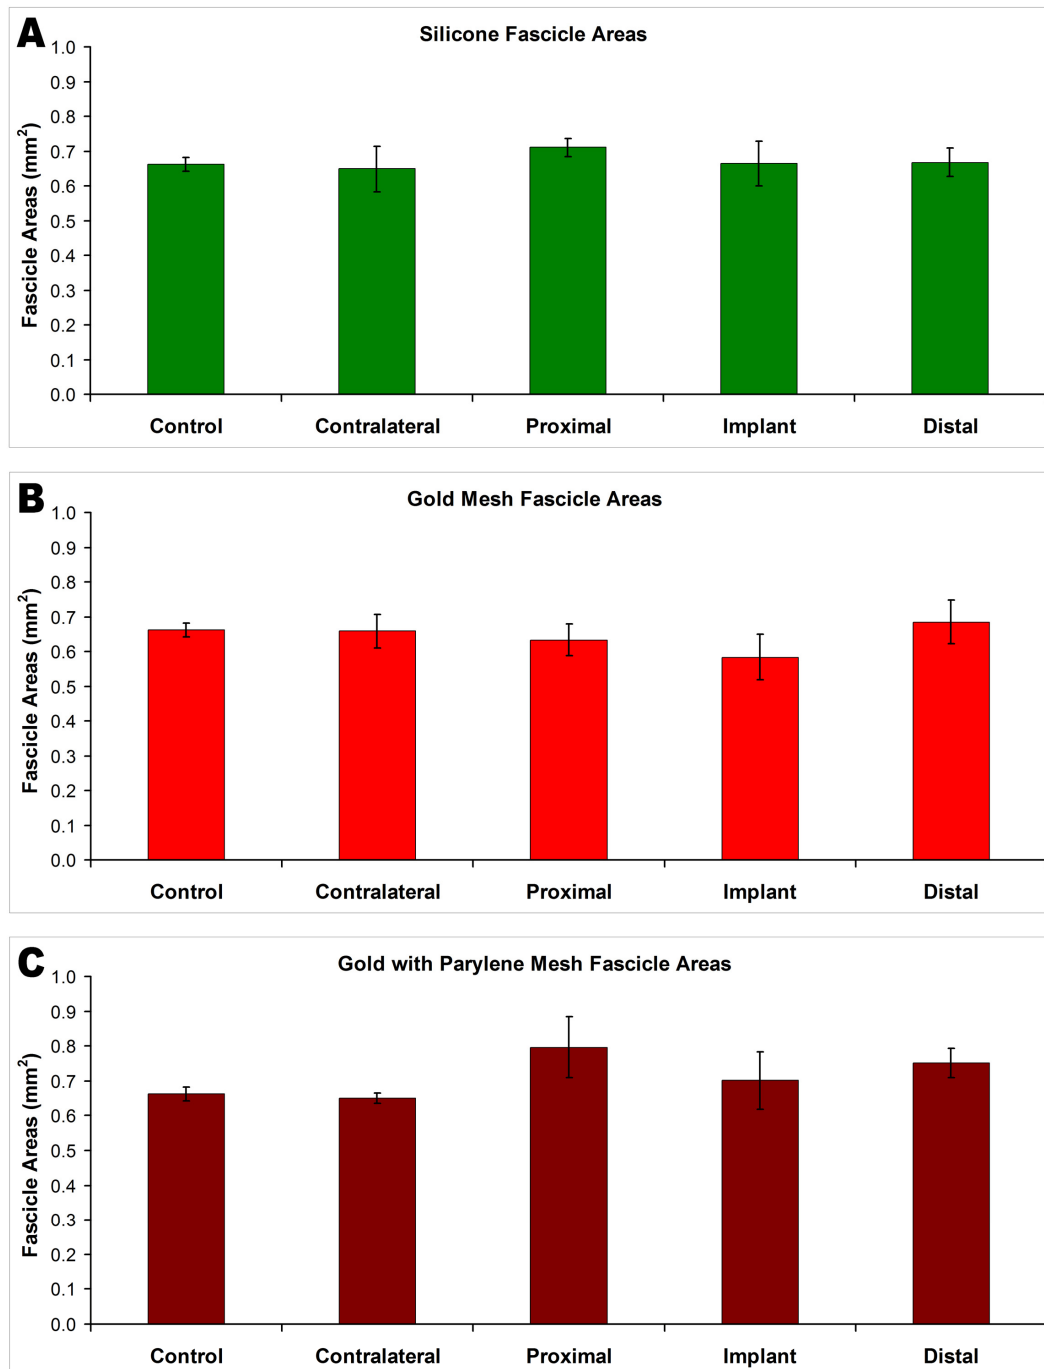 A
Silicone Fascicle Areas
Fascicle Areas (mm²)
1.0
0.9
0.8
0.7
0.6
0.5
0.4
0.3
0.2
0.1
0.0
Control Contralateral Proximal Implant Distal
B
Gold Mesh Fascicle Areas
Fascicle Areas (mm²)
1.0
0.9
0.8
0.7
0.6
0.5
0.4
0.3
0.2
0.1
0.0
Control Contralateral Proximal Implant Distal
C
Gold with Parylene Mesh Fascicle Areas
Fascicle Areas (mm²)
1.0
0.9
0.8
0.7
0.6
0.5
0.4
0.3
0.2
0.1
0.0
Control Contralateral Proximal Implant Distal